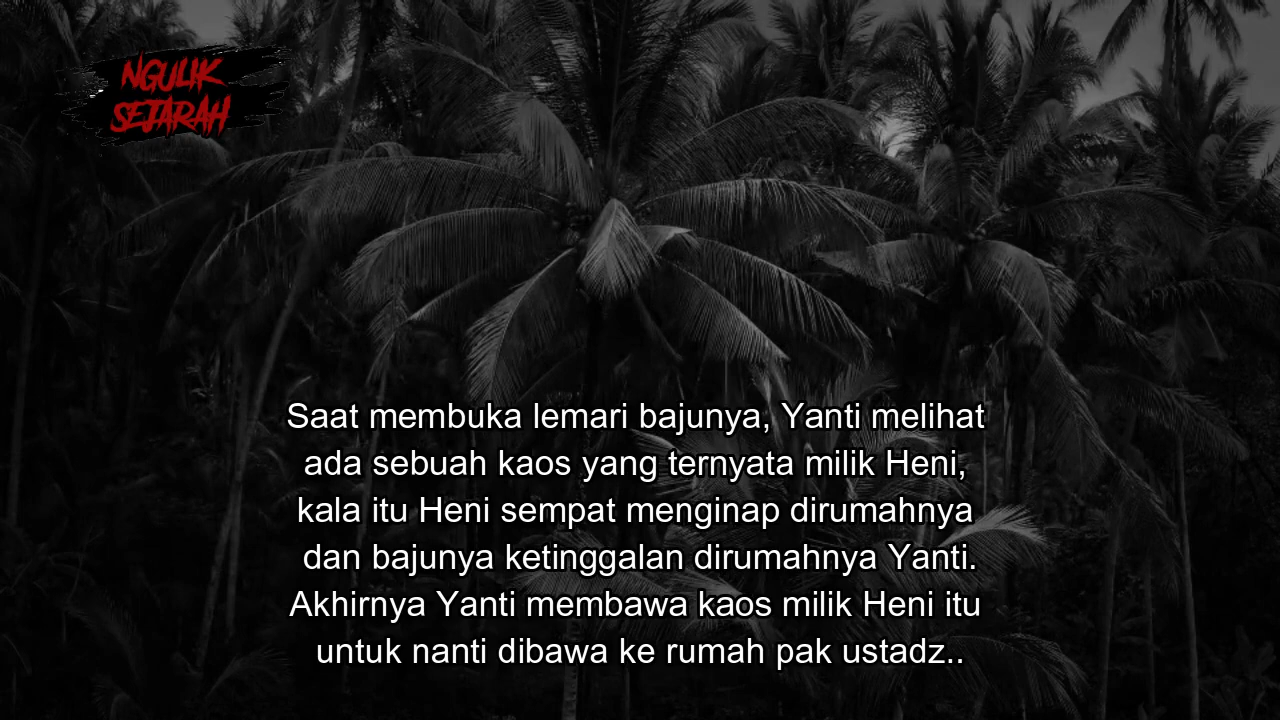 NGULIK
SEJARAH
Saat membuka lemari bajunya, Yanti melihat
ada sebuah kaos yang ternyata milik Heni,
kala itu Heni sempat menginap dirumahnya
dan bajunya ketinggalan dirumahnya Yanti.
Akhirnya Yanti membawa kaos milik Heni itu
untuk nanti dibawa ke rumah pak ustadz..